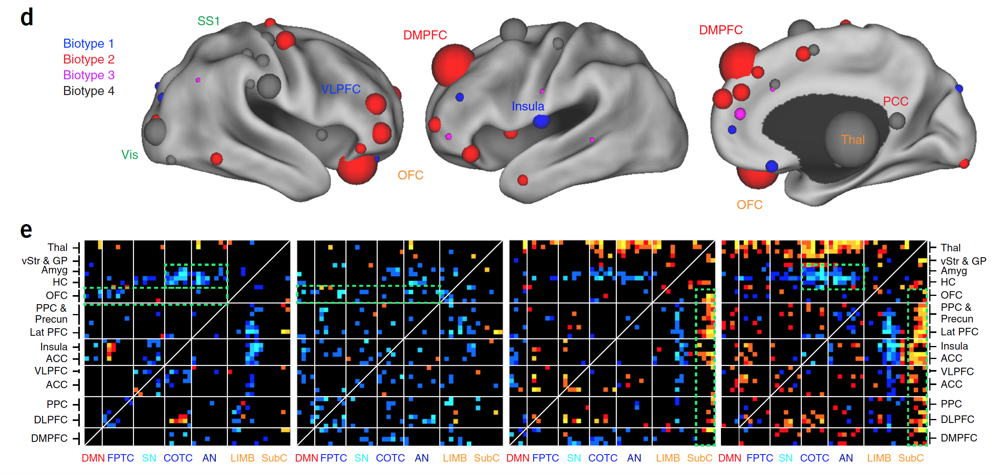 d
SS1
DMPFC
DMPFC
Biotype 1
Biotype 2
Biotype 3
Biotype 4
VLPFC
Insula
PCC
Thal
Vis
OFC
OFC
e
Thal
vStr & GP
Amyg
HC
OFC
PPC &
Precun
Lat PFC
Insula
ACC
VLPFC
ACC
PPC
DLPFC
DMPFC
Thal
vStr & GP
Amyg
HC
OFC
PPC &
Precun
Lat PFC
Insula
ACC
VLPFC
ACC
PPC
DLPFC
DMPFC
DMN FPTC SN COTC AN LIMB SubC DMN FPTC SN COTC AN LIMB SubC DMN FPTC SN COTC AN LIMB SubC DMN FPTC SN COTC AN LIMB SubC